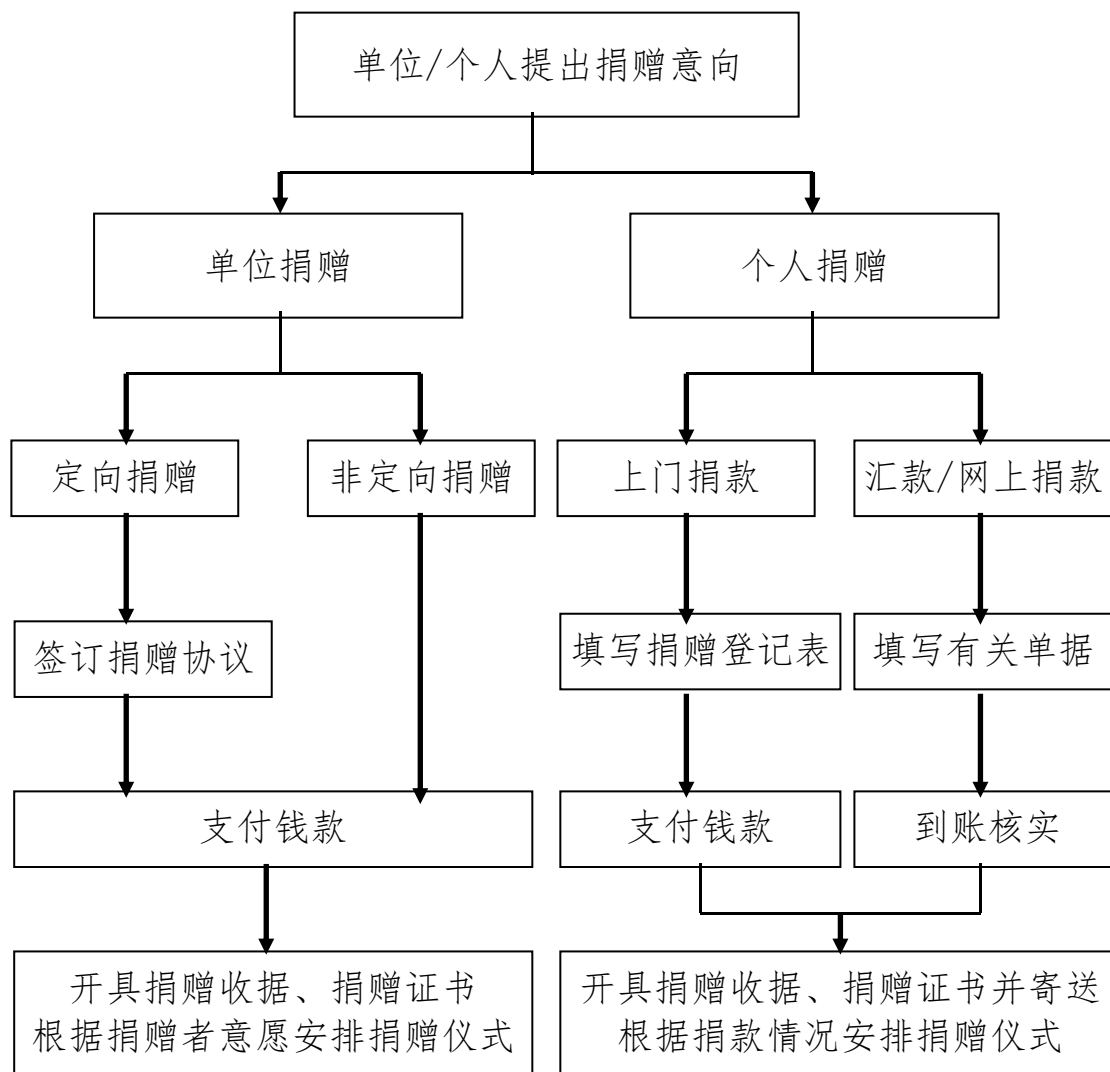 单位/个人提出捐赠意向
单位捐赠
个人捐赠
定向捐赠
非定向捐赠
上门捐款
汇款/网上捐款
签订捐赠协议
填写捐赠登记表
填写有关单据
支付钱款
支付钱款
到账核实
开具捐赠收据、捐赠证书
根据捐赠者意愿安排捐赠仪式
开具捐赠收据、捐赠证书并寄送
根据捐款情况安排捐赠仪式